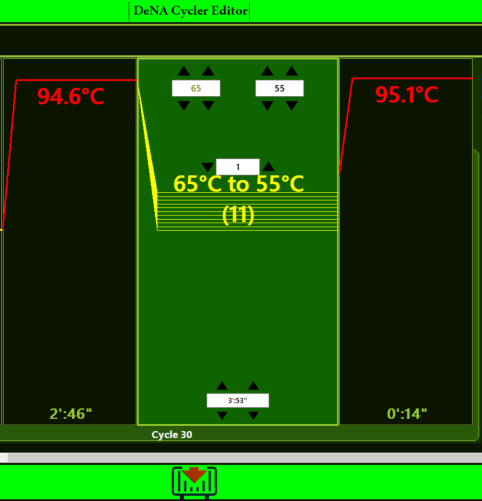 DeNA Cycler Editor
65 55
94.6°C
95.1°C
1
65°C to 55°C
(11)
3':53"
2':46"
0':14"
Cycle 30